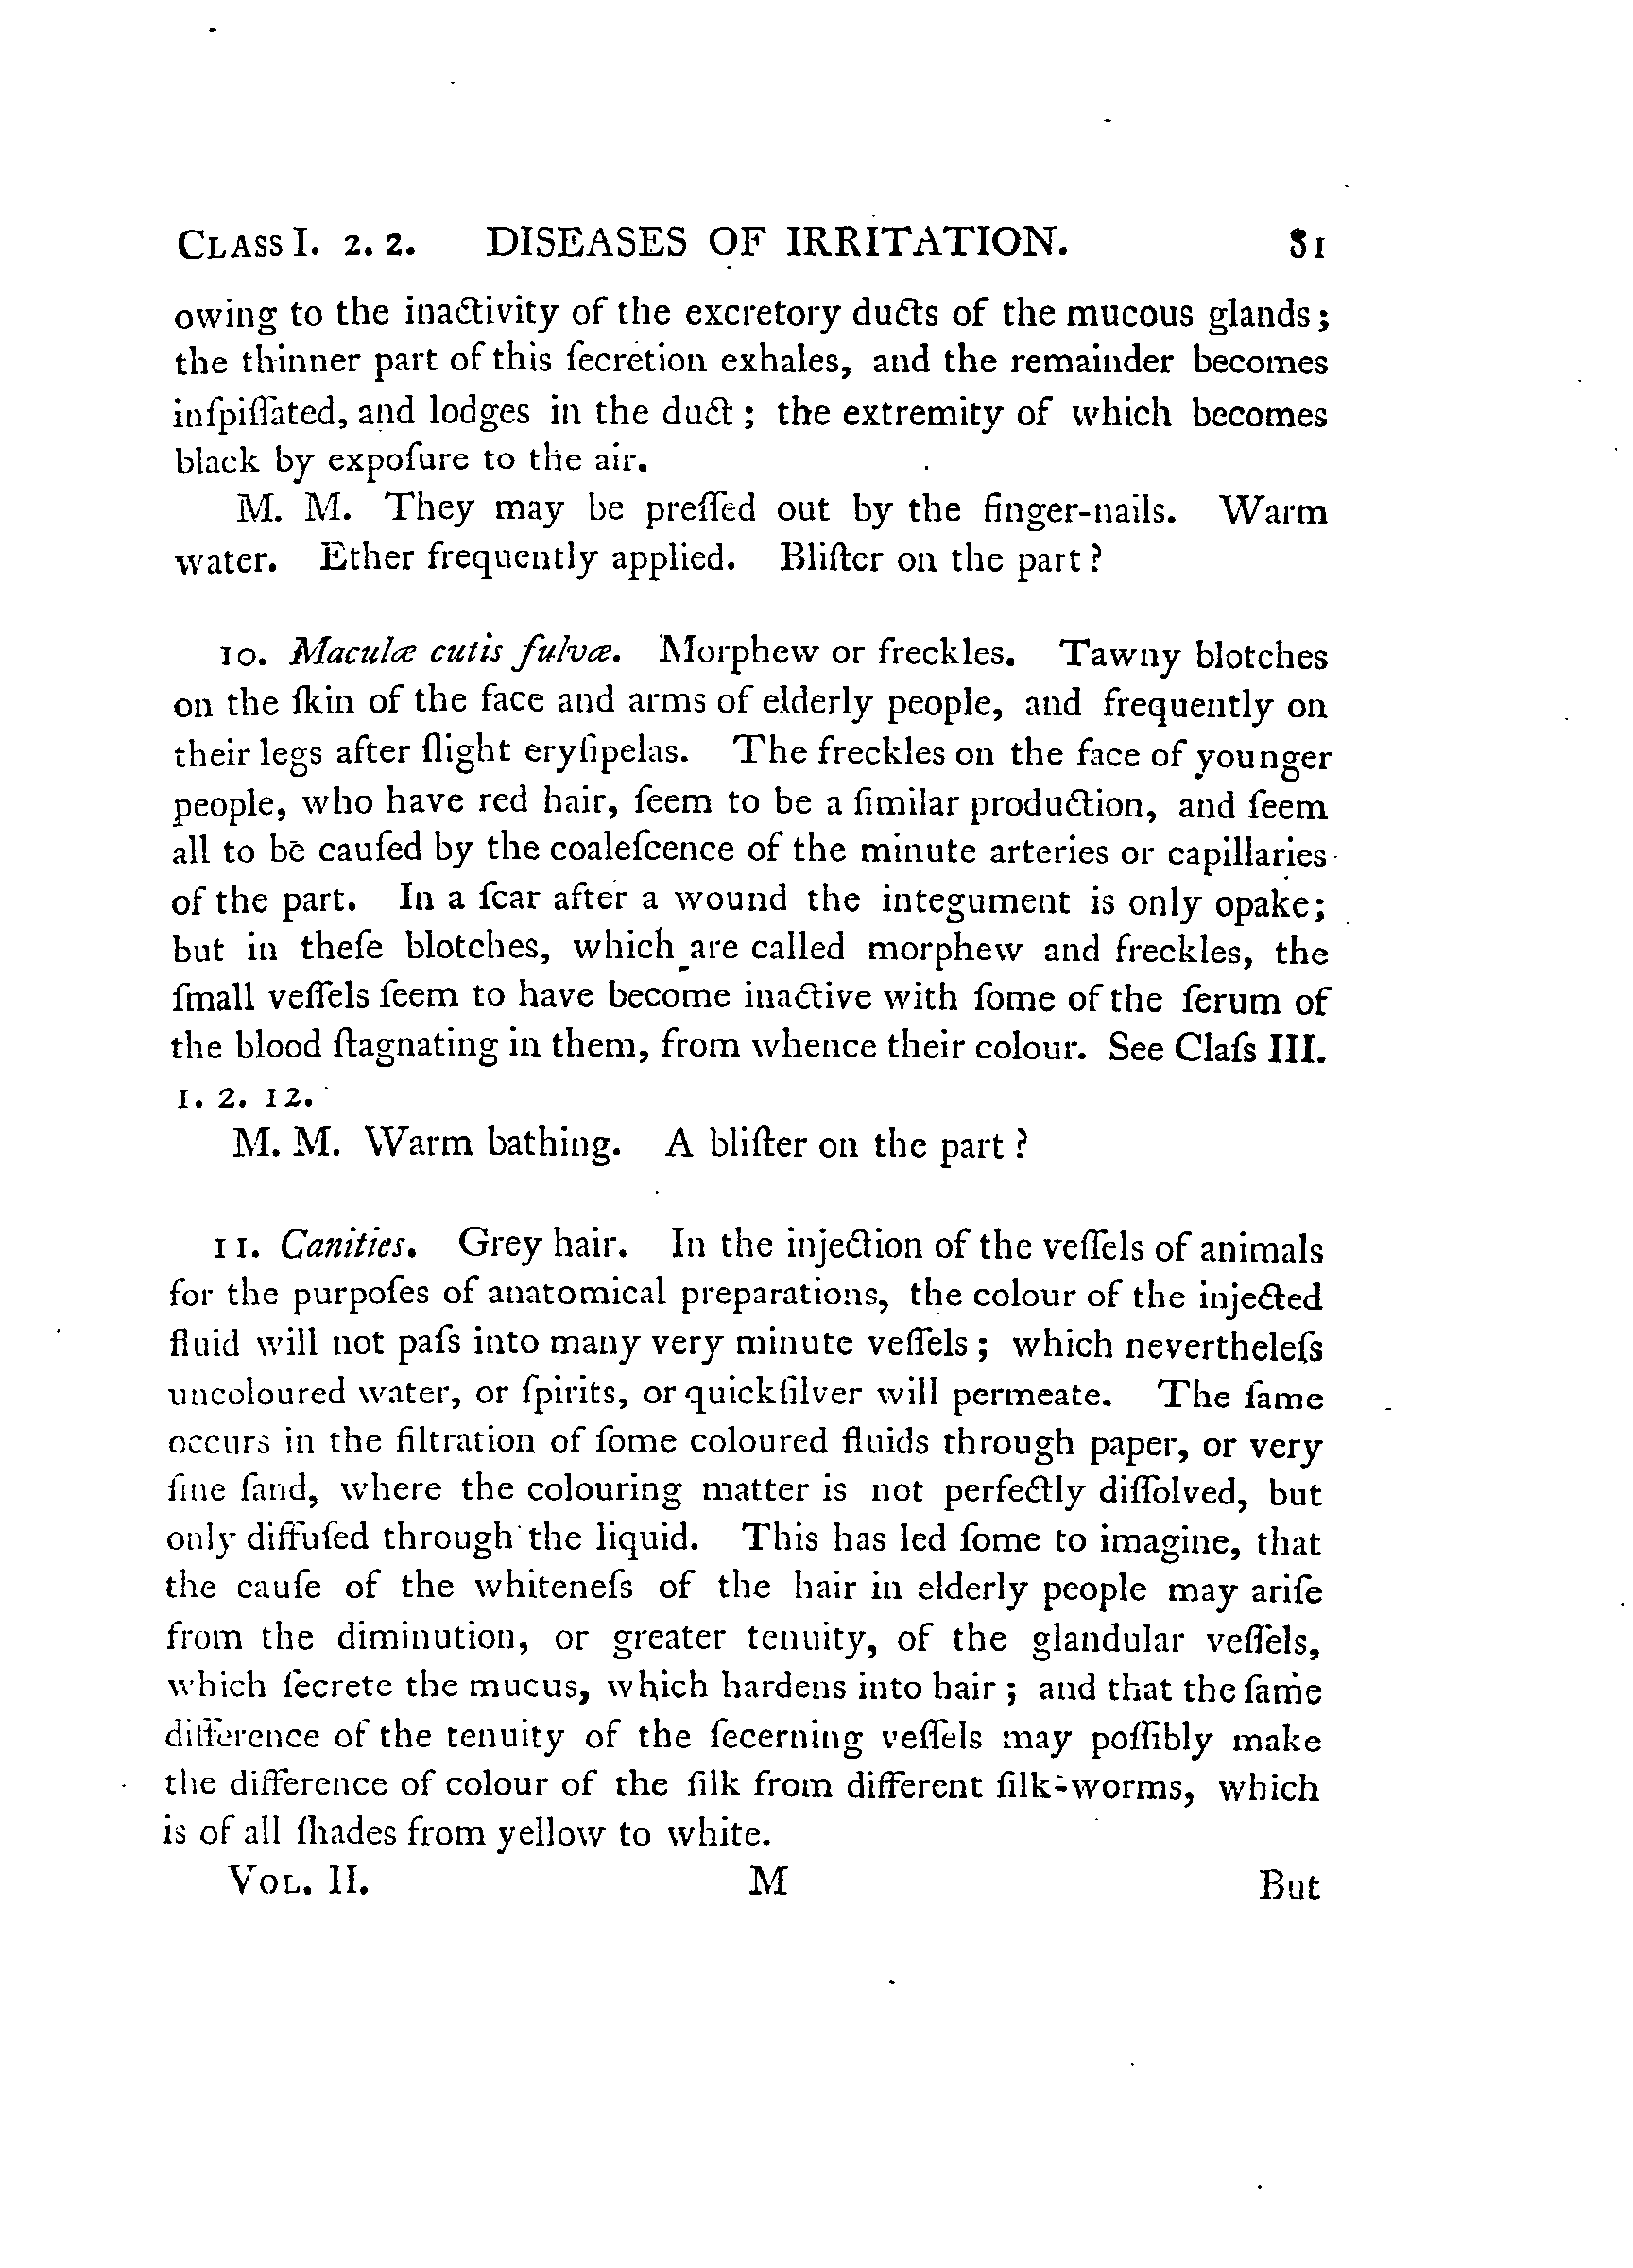 CLASS I. 2. 2. DISEASES OF IRRITATION. 81
owing to the inactivity of the excretory ducts of the mucous glands;
the thinner part of this ſecretion exhales, and the remainder becomes
inſpiſſated, and lodges in the duct; the extremity of which becomes
black by expoſure to the air.
M. M. They may be preſſed out by the finger-nails. Warm
water. Ether frequently applied. Bliſter on the part?
10. Maculæ cutis fulvæ. Morphew or freckles. Tawny blotches
on the ſkin of the face and arms of elderly people, and frequently on
their legs after ſlight eryſipelas. The freckles on the face of younger
people, who have red hair, ſeem to be a ſimilar production, and ſeem
all to be cauſed by the coaleſcence of the minute arteries or capillaries
of the part. In a ſcar after a wound the integument is only opake;
but in theſe blotches, which are called morphew and freckles, the
ſmall veſſels ſeem to have become inactive with ſome of the ſerum of
the blood ſtagnating in them, from whence their colour. See Claſs III.
1. 2. 12.
M. M. Warm bathing. A bliſter on the part?
11. Canities. Grey hair. In the injection of the veſſels of animals
for the purpoſes of anatomical preparations, the colour of the injected
fluid will not paſs into many very minute veſſels; which nevertheleſs
uncoloured water, or ſpirits, or quickſilver will permeate. The ſame
occurs in the filtration of ſome coloured fluids through paper, or very
fine ſand, where the colouring matter is not perfectly diſſolved, but
only diffuſed through the liquid. This has led ſome to imagine, that
the cauſe of the whiteneſs of the hair in elderly people may ariſe
from the diminution, or greater tenuity, of the glandular veſſels,
which ſecrete the mucus, which hardens into hair; and that the ſame
difference of the tenuity of the ſecerning veſſels may poſſibly make
the difference of colour of the ſilk from different ſilk-worms, which
is of all ſhades from yellow to white.
VOL. II. M But